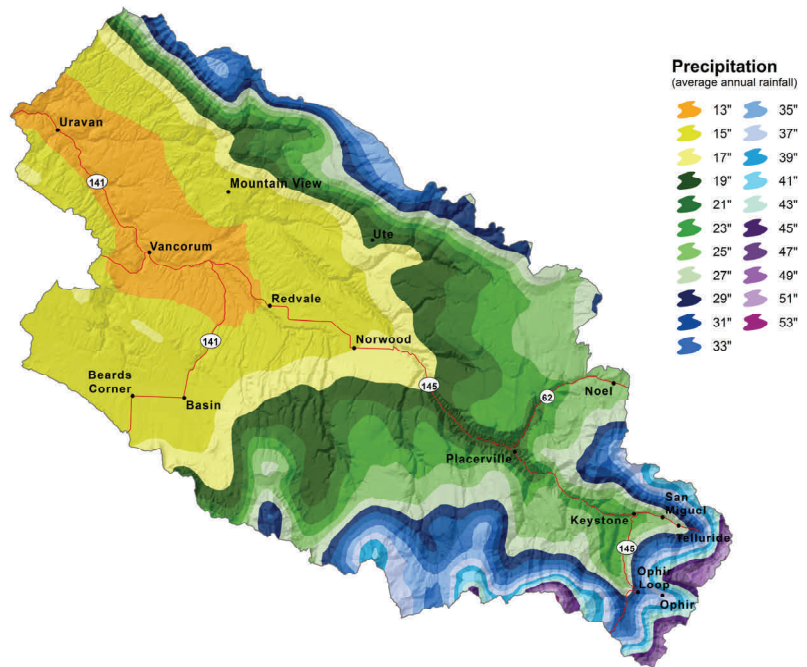 Precipitation
(average annual rainfall)
13"
15"
17"
19"
21"
23"
25"
27"
29"
31"
33"
35"
37"
39"
41"
43"
45"
47"
49"
51"
53"
Uravan
141
Mountain View
Vancorum
Ute
Redvale
Norwood
141
Beards
Corner
Basin
145
62
Noel
Placerville
San
Miguel
Keystone
Telluride
145
Ophir
Loop
Ophir